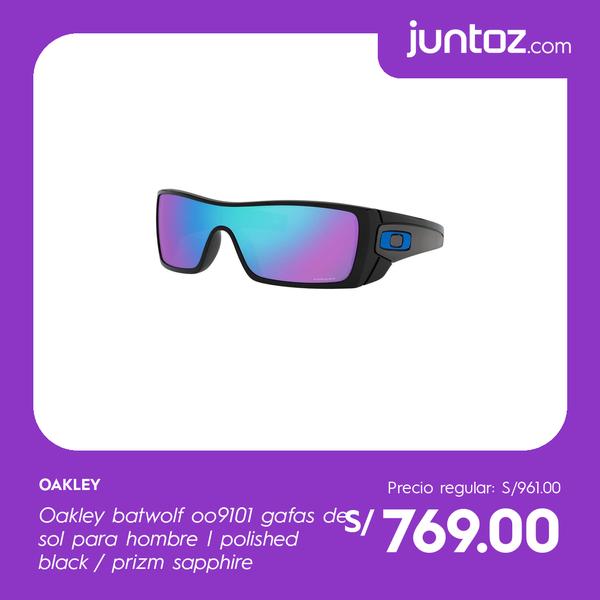 juntoz.com
OAKLEY
Precio regular: S/961.00
Oakley batwolf oo9101 gafas de
sol para hombre | polished
black / prizm sapphire
S/ 769.00